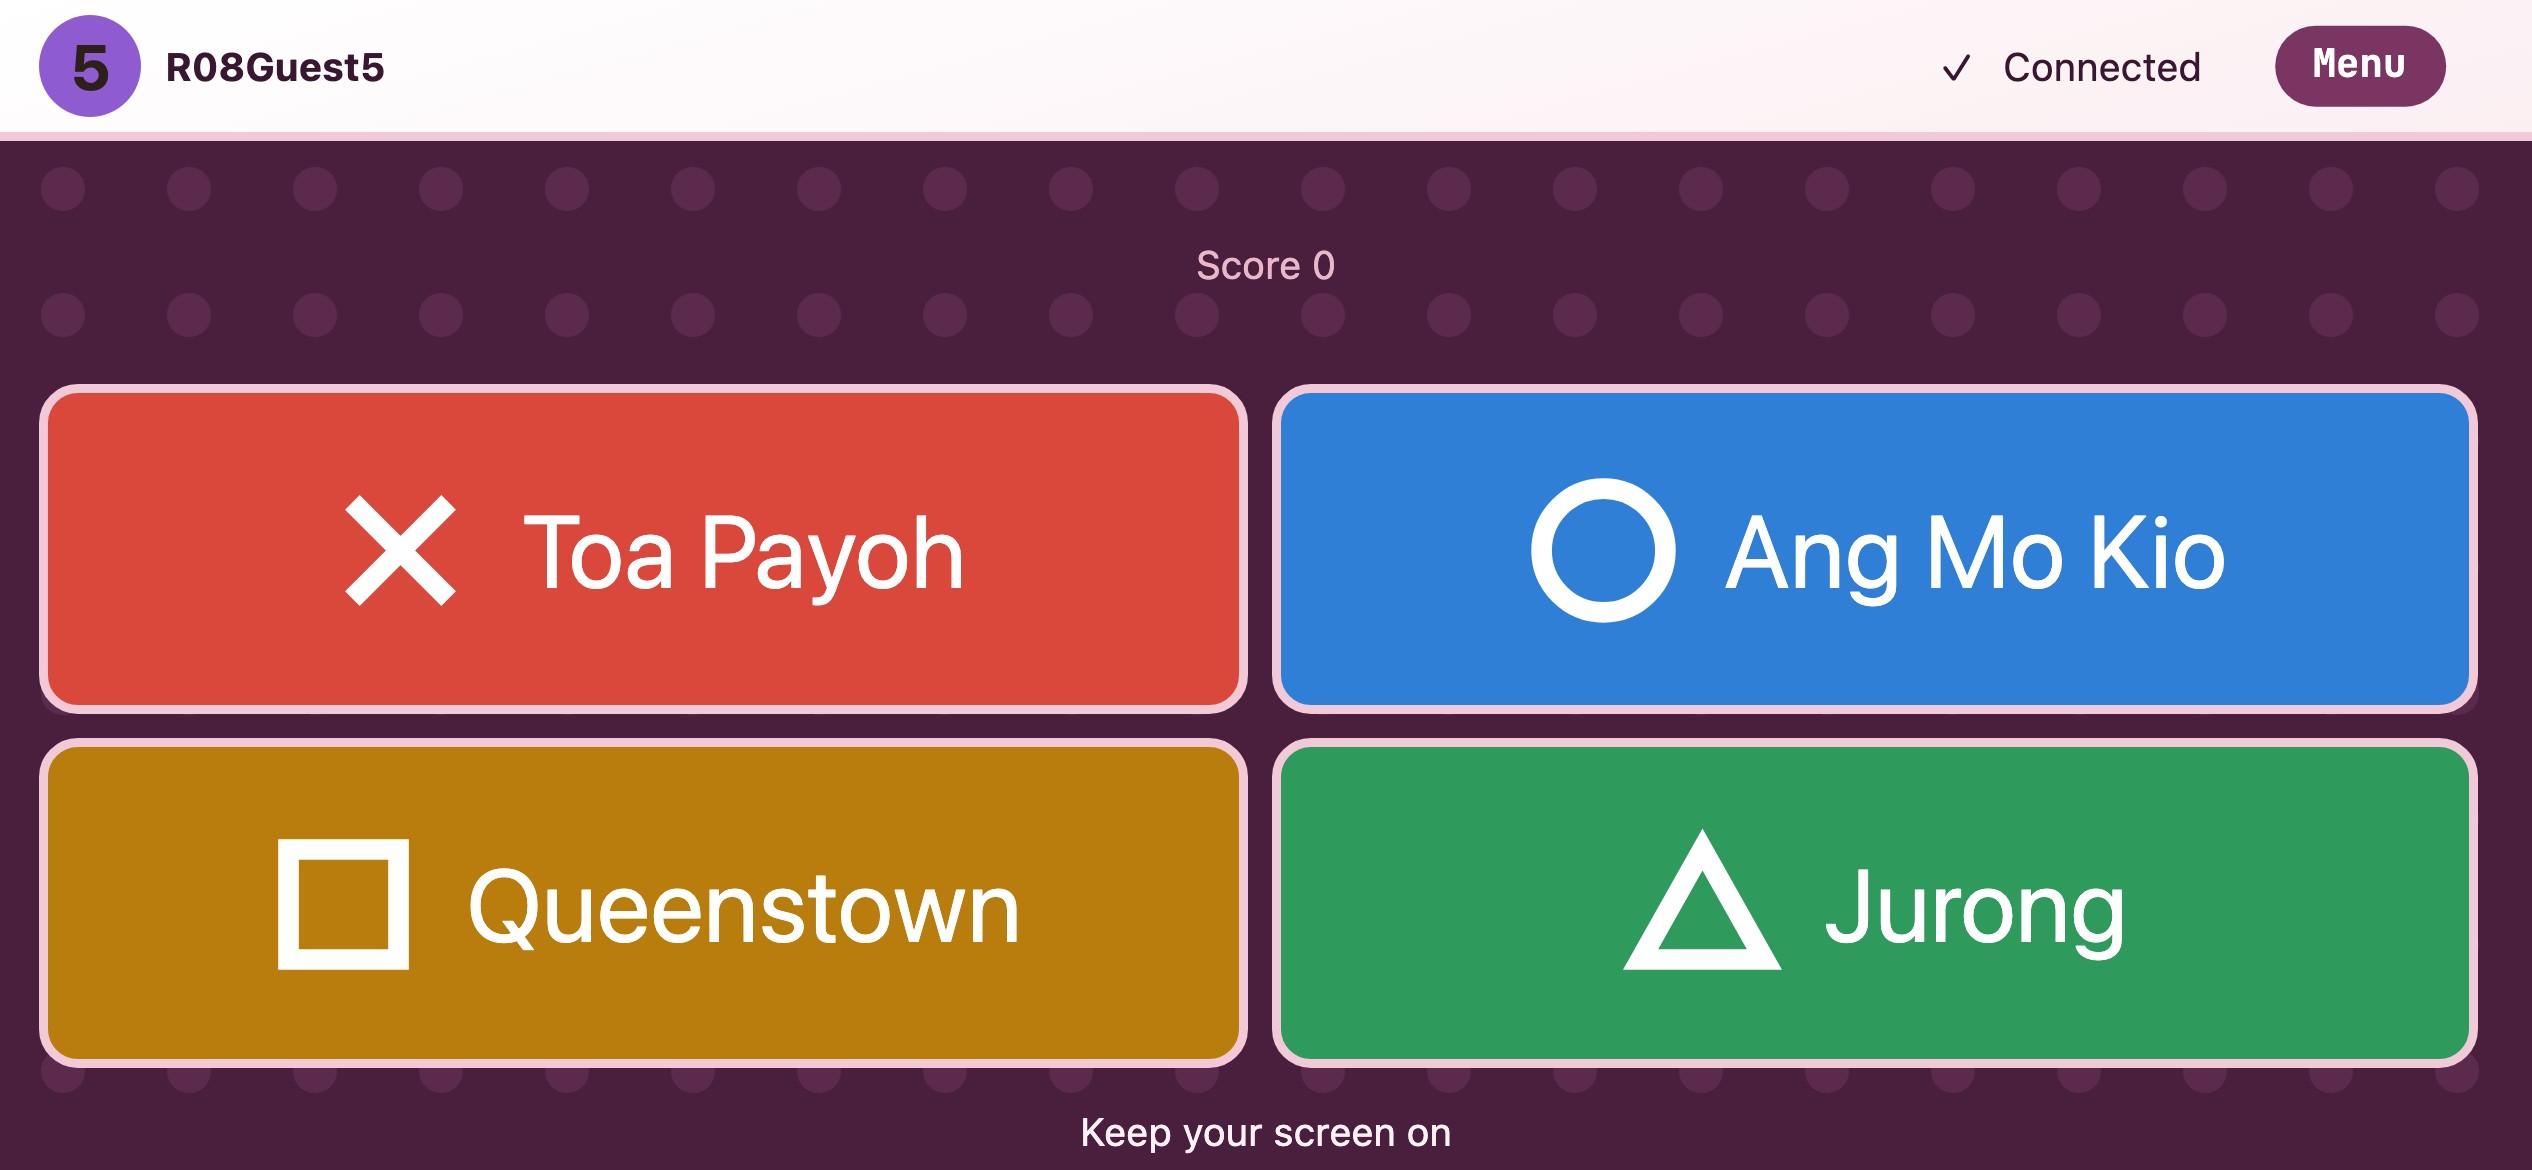 5
R08Guest5
✓ Connected
Menu
Score 0
Toa Payoh
Ang Mo Kio
Queenstown
Jurong
Keep your screen on